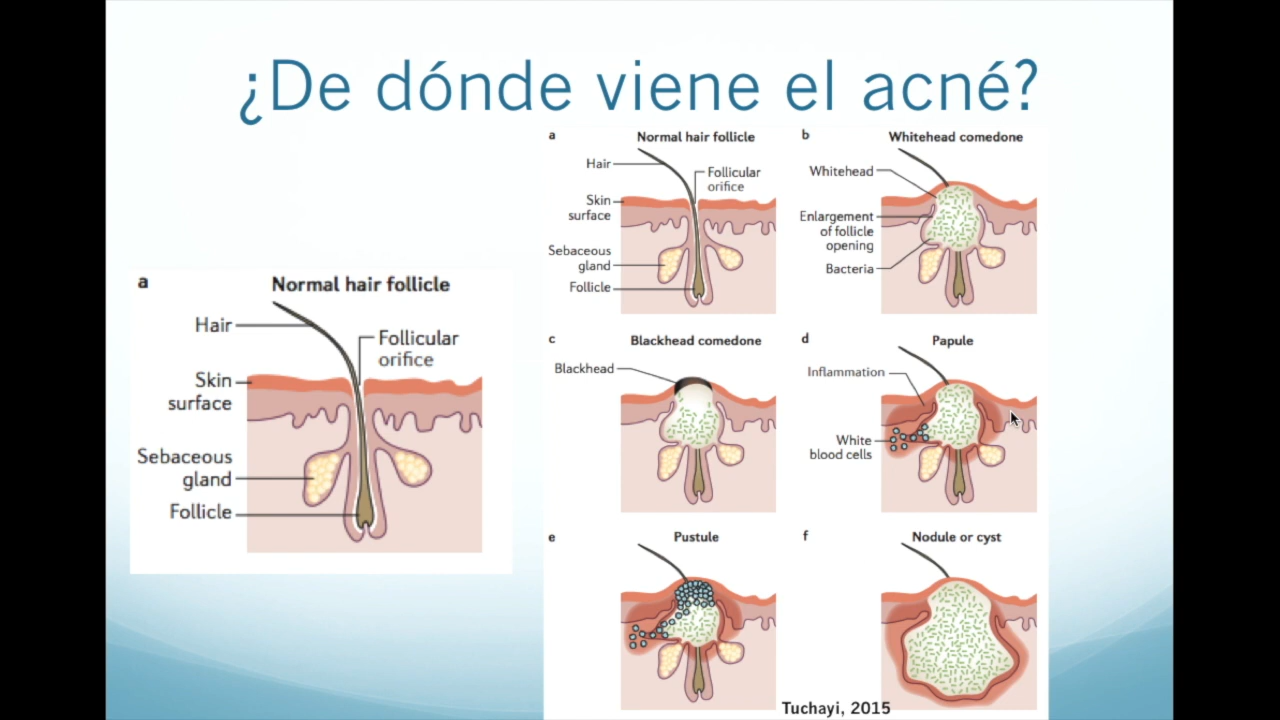 ¿De dónde viene el acné?
a
Normal hair follicle
Hair
Follicular
orifice
Skin
surface
Sebaceous
gland
Follicle
a
Normal hair follicle
Hair
Follicular
orifice
Skin
surface
Sebaceous
gland
Follicle
b
Whitehead comedone
Whitehead
Enlargement
of follicle
opening
Bacteria
c
Blackhead comedone
Blackhead
d
Papule
Inflammation
White
blood cells
e
Pustule
f
Nodule or cyst
Tuchayi, 2015